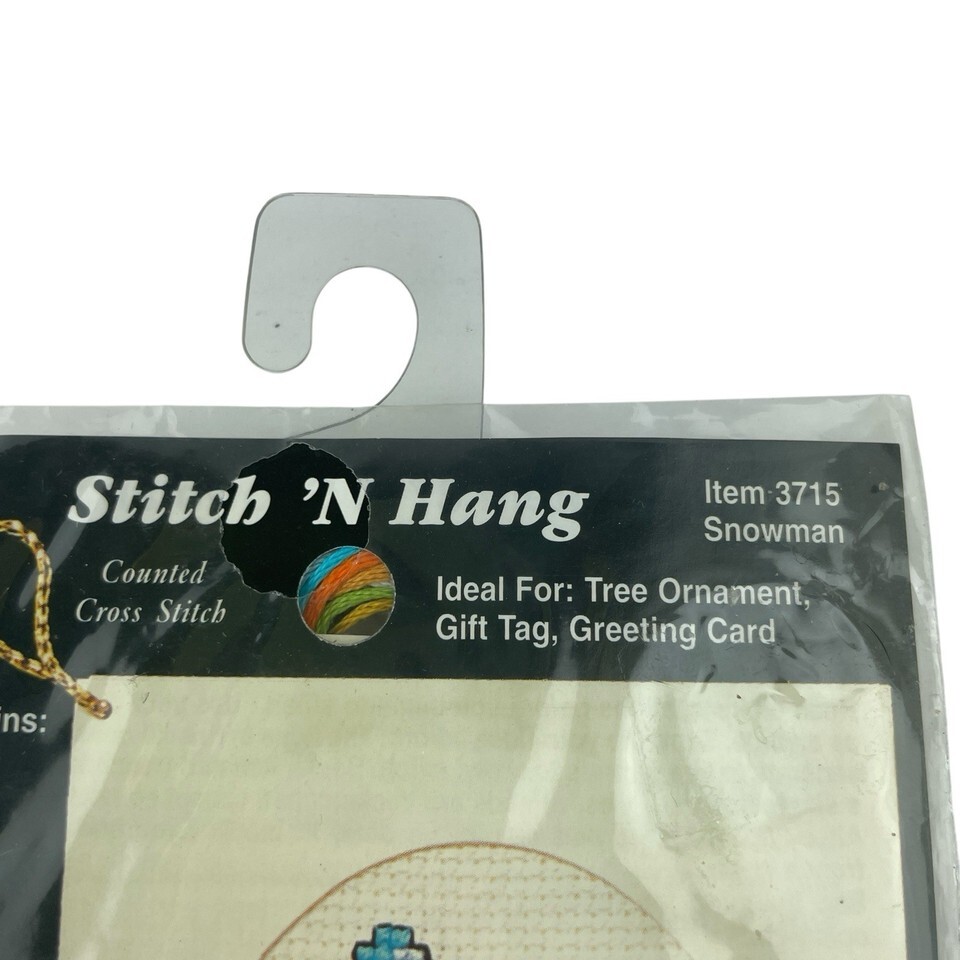 Stitch 'N Hang
Item 3715
Snowman
Counted
Cross Stitch
Ideal For: Tree Ornament,
Gift Tag, Greeting Card
ins: